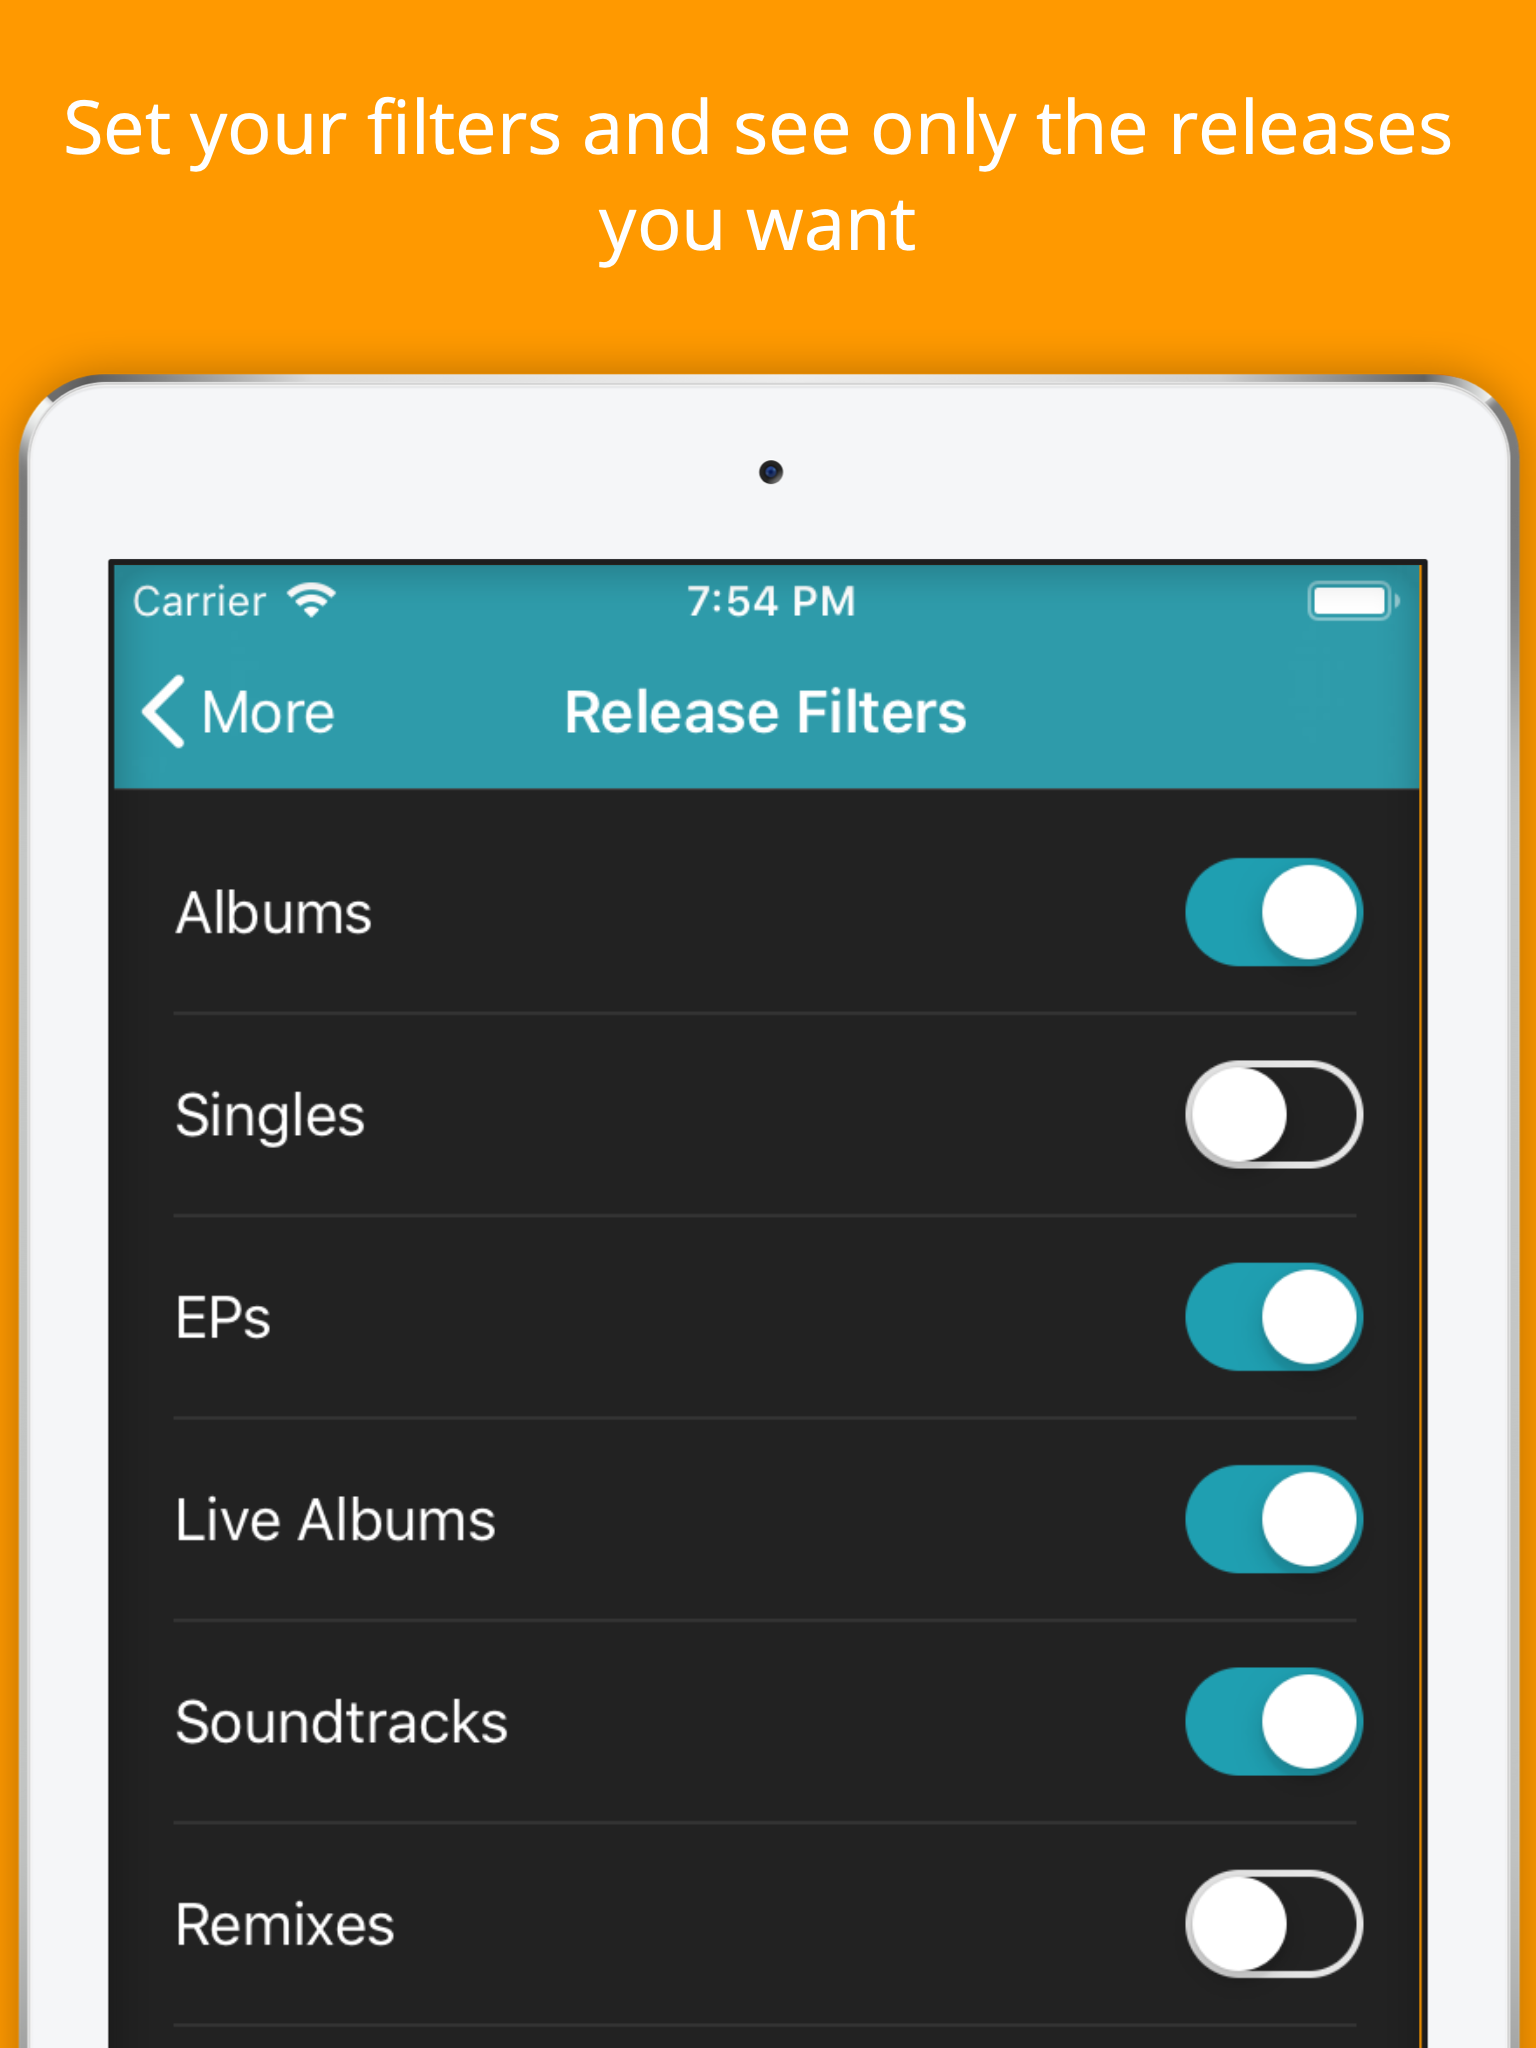 Set your filters and see only the releases
you want
Carrier 7:54 PM
More Release Filters
Albums
Singles
EPs
Live Albums
Soundtracks
Remixes